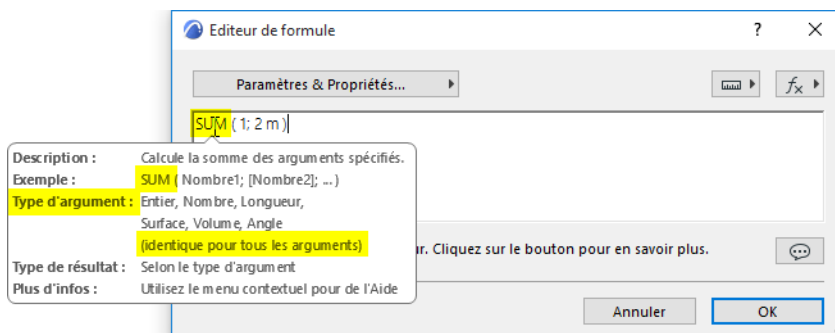 Editeur de formule
?
Paramètres & Propriétés...
fx
SUM ( 1; 2 m )
Description : Calcule la somme des arguments spécifiés.
Exemple : SUM ( Nombre1; [Nombre2]; ... )
Type d'argument : Entier, Nombre, Longueur,
Surface, Volume, Angle
(identique pour tous les arguments)
Type de résultat : Selon le type d'argument
Plus d'infos : Utilisez le menu contextuel pour de l'Aide
. Cliquez sur le bouton pour en savoir plus.
Annuler
OK